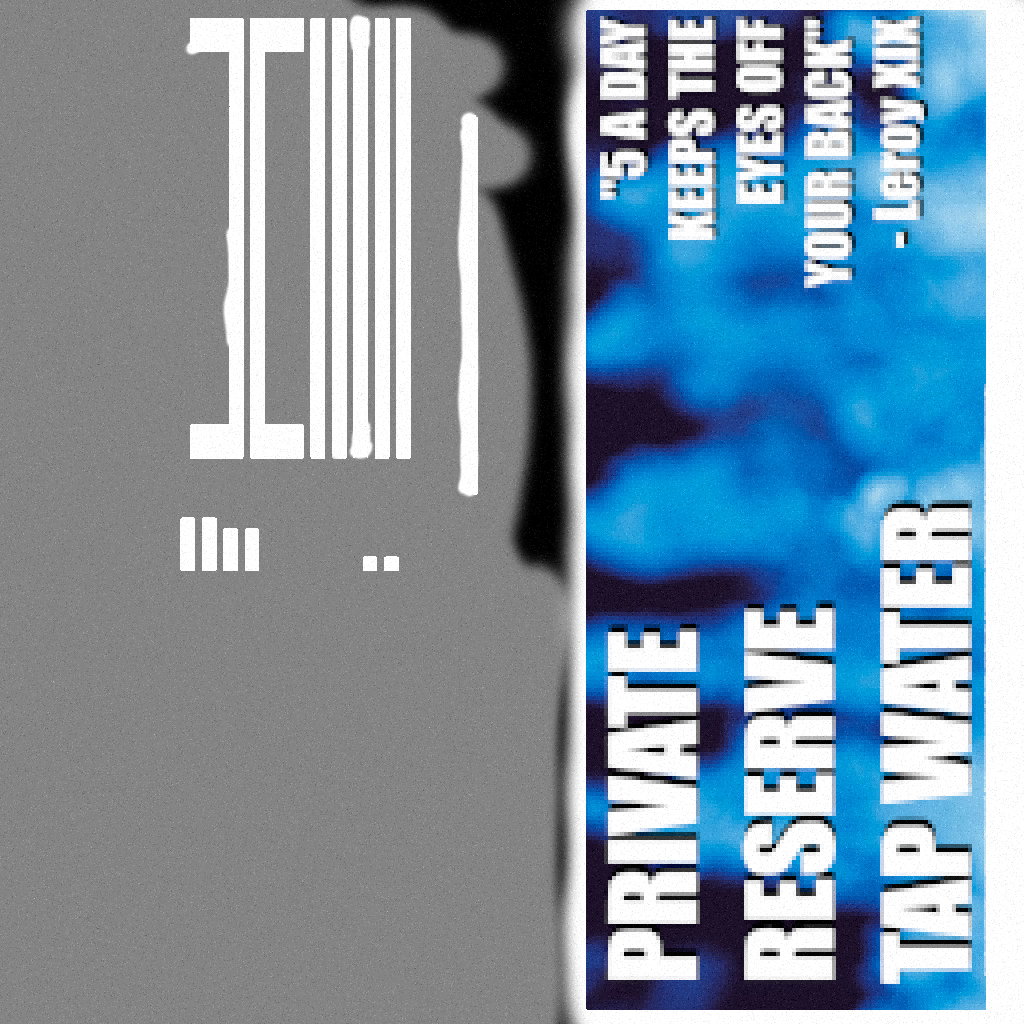 PRIVATE
RESERVE
TAP WATER
"5 A DAY
KEEPS THE
EYES OFF
YOUR BACK"
- Leroy XIX